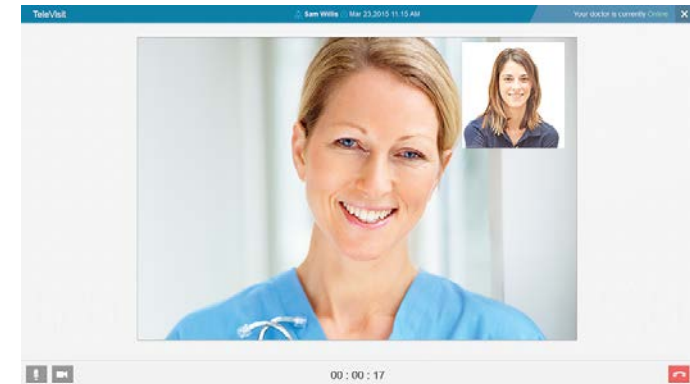 TeleVisit
Sam Willis Mar 23,2015 11.15 AM
Your doctor is currently Online
00 : 00 : 17